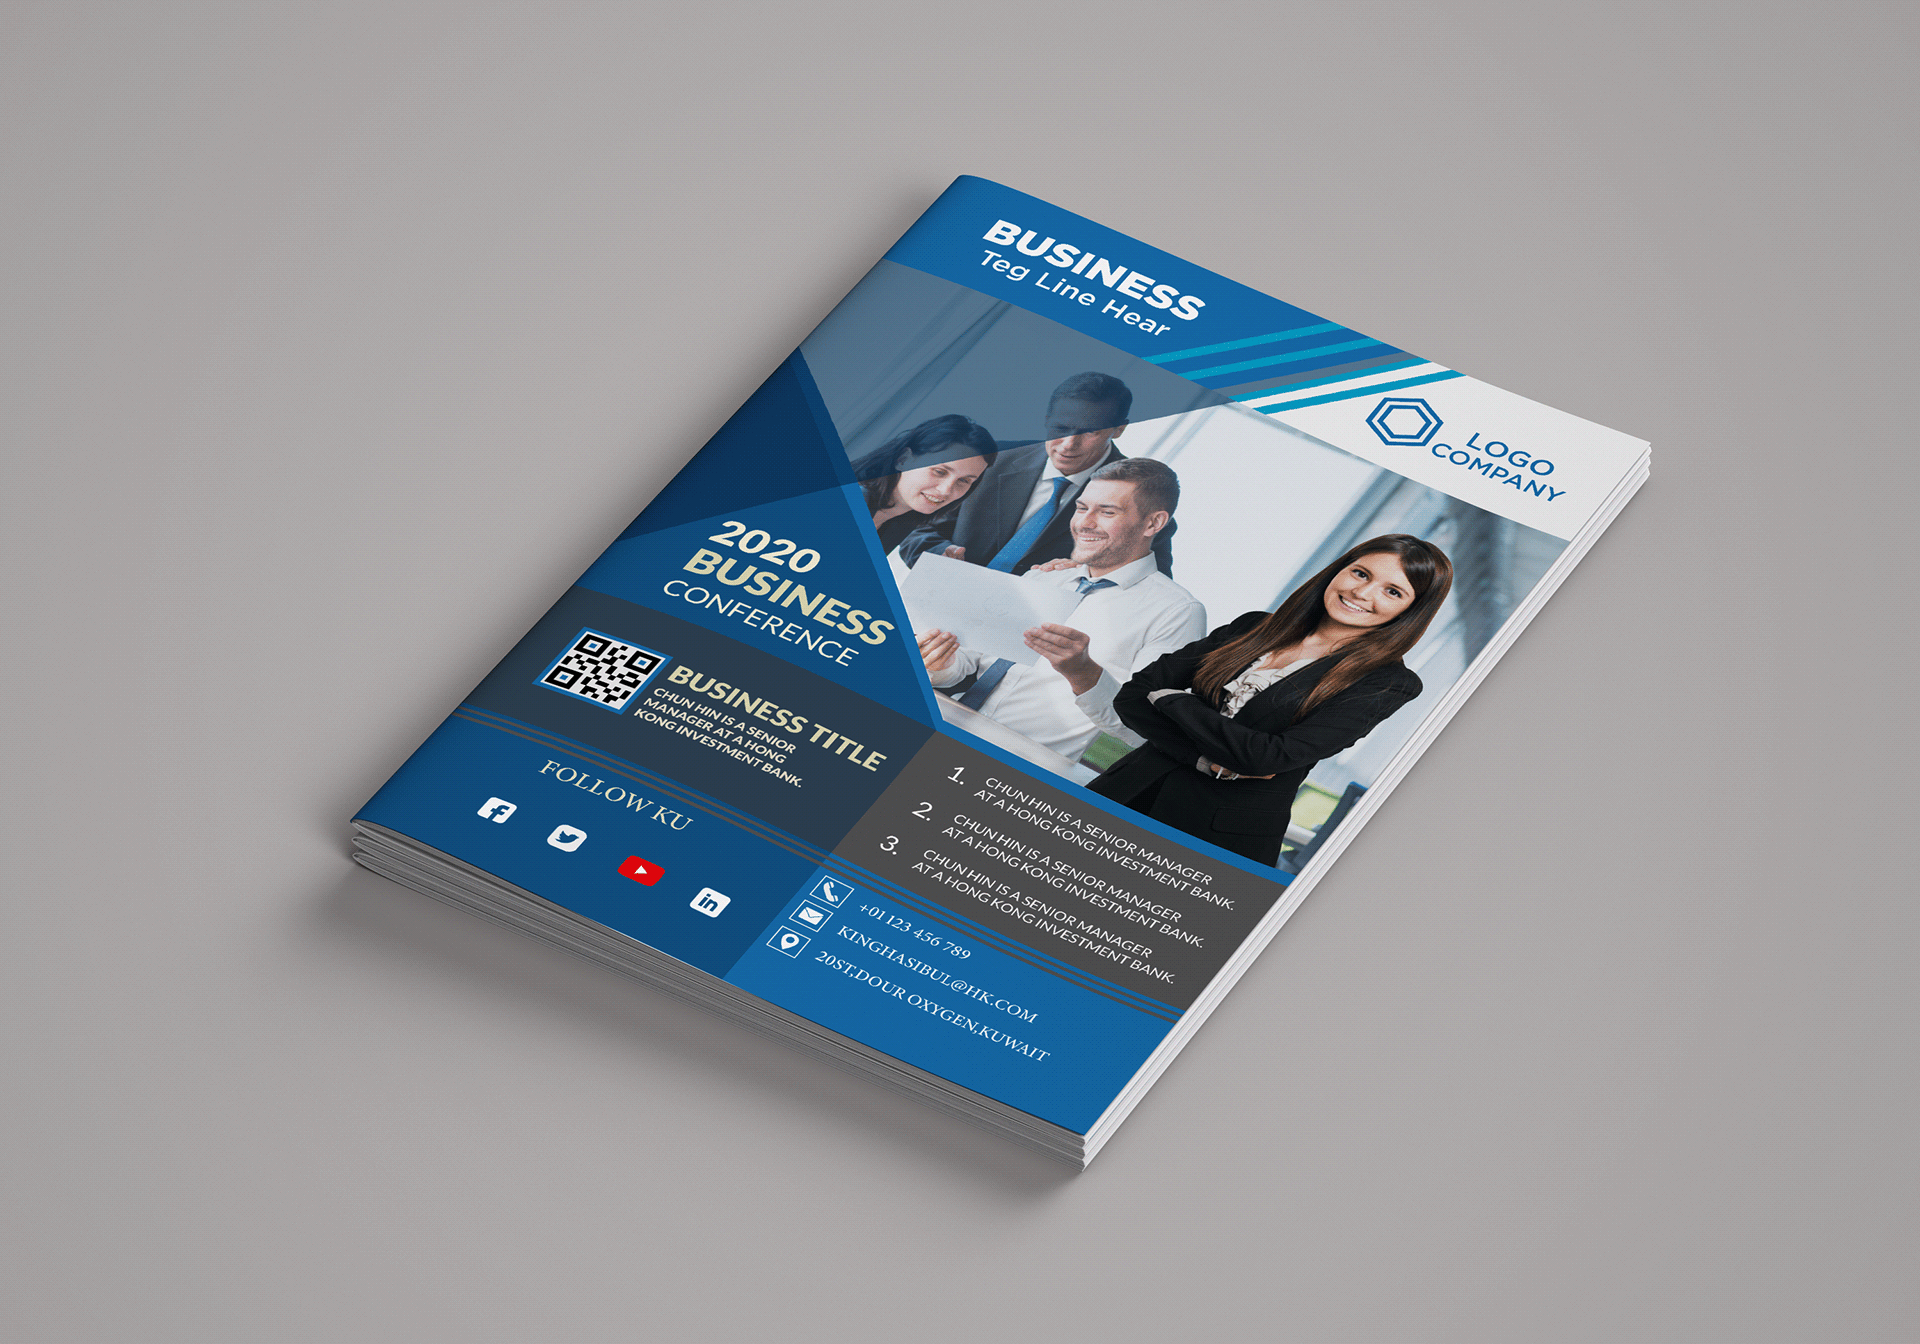 BUSINESS
Teg Line Hear
LOGO
COMPANY
2020
BUSINESS
CONFERENCE
BUSINESS TITLE
CHUN HIN IS A SENIOR
MANAGER AT A HONG
KONG INVESTMENT BANK.
FOLLOW KU
1. CHUN HIN IS A SENIOR MANAGER
AT A HONG KONG INVESTMENT BANK.
2. CHUN HIN IS A SENIOR MANAGER
AT A HONG KONG INVESTMENT BANK.
3. CHUN HIN IS A SENIOR MANAGER
AT A HONG KONG INVESTMENT BANK.
+01 123 456 789
KINGHASIBUL@HK.COM
20ST,DOUR OXYGEN,KUWAIT